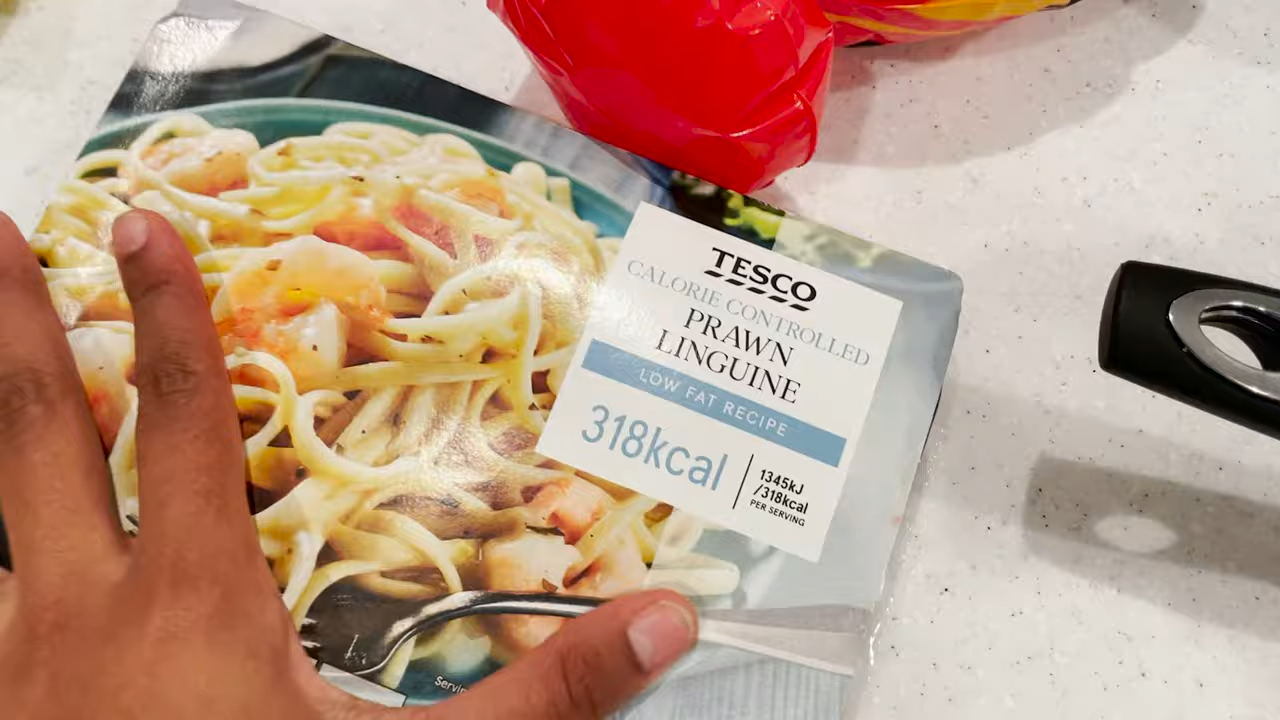 TESCO
CALORIE CONTROLLED
PRAWN
LINGUINE
LOW FAT RECIPE
318kcal
1345kJ
/318kcal
PER SERVING